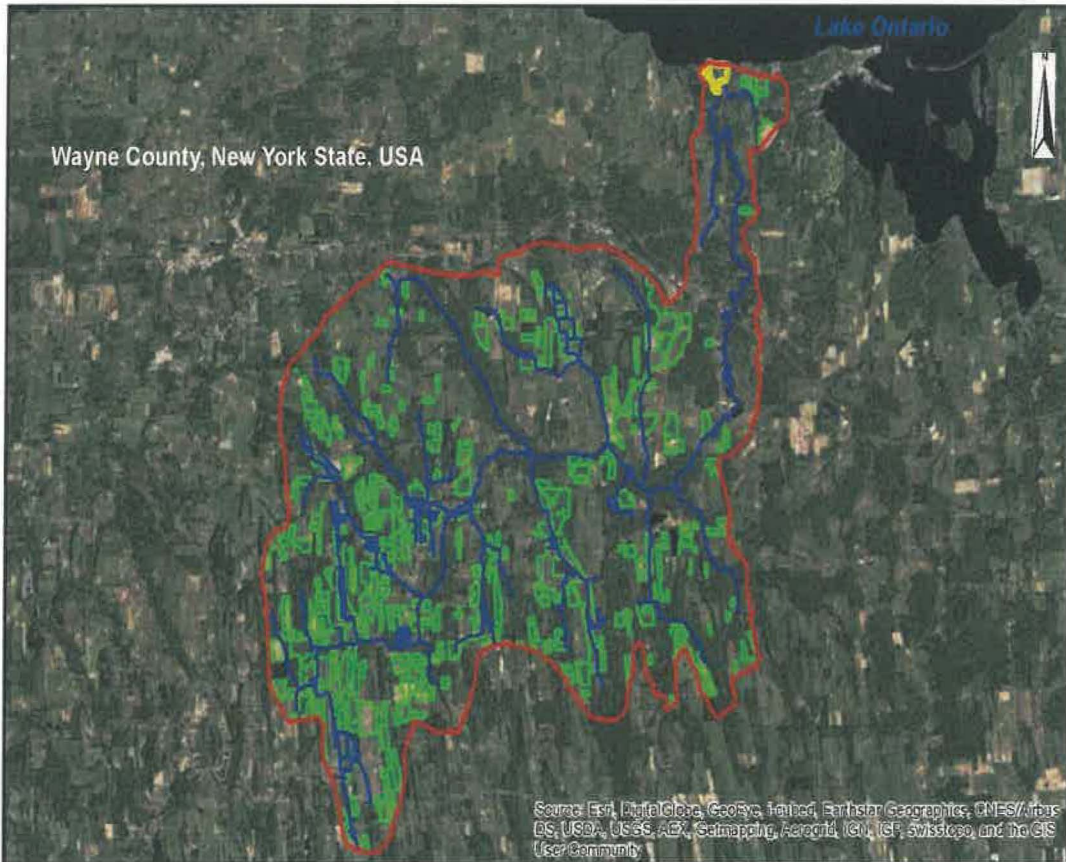 Lake Ontario
Wayne County, New York State, USA
Source: Esri, DigitalGlobe, GeoEye, i-cubed, Earthstar Geographics, CNES/Airbus
DS, USDA, USGS, AEX, Getmapping, Aerogrid, IGN, IGP, swisstopo, and the GIS
User Community